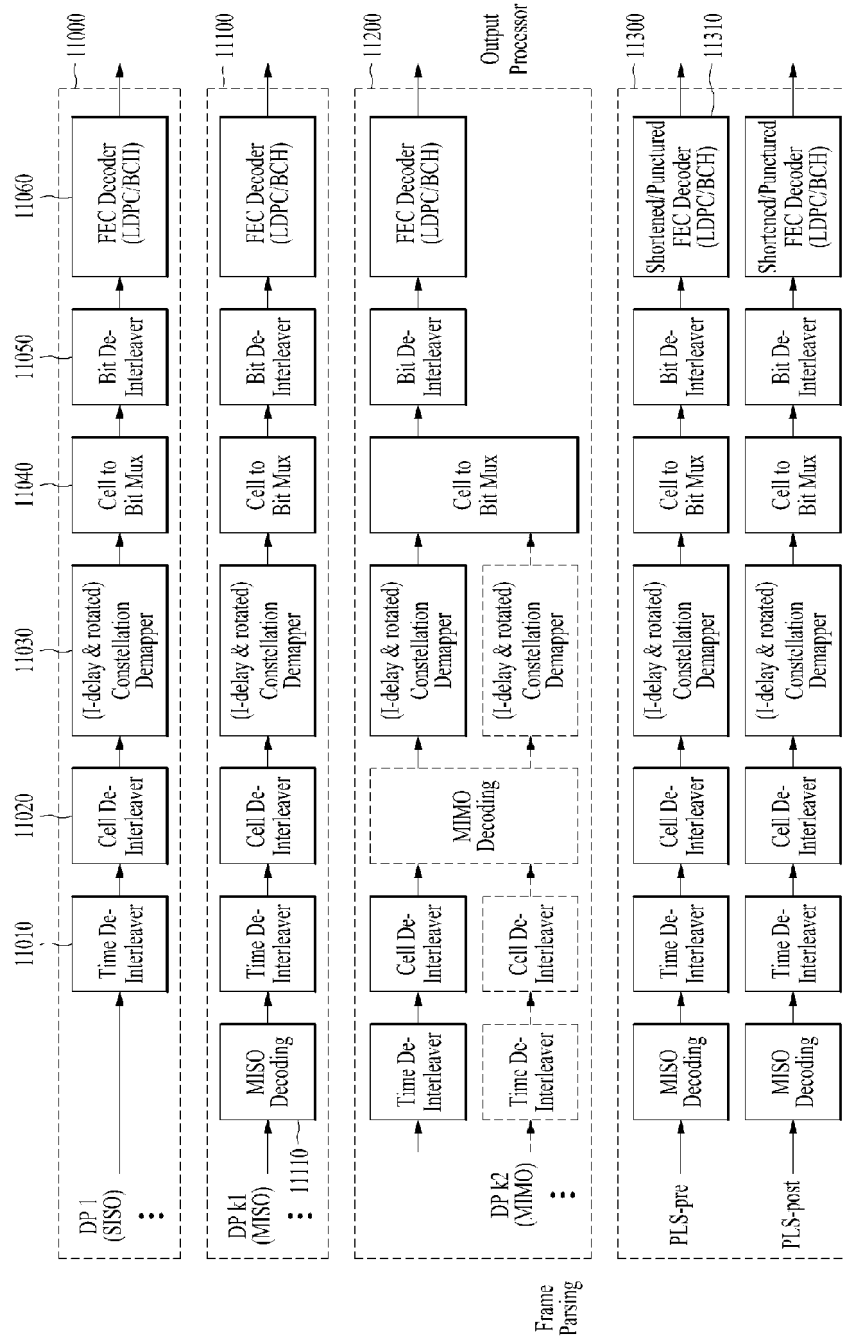 11000
DP 1
(SISO)
11010
Time De-
Interleaver
11020
Cell De-
Interleaver
11030
(I-delay & rotated)
Constellation
Demapper
11040
Cell to
Bit Mux
11050
Bit De-
Interleaver
11060
FEC Decoder
(LDPC/BCII)
11100
DP k1
(MISO)
11110
MISO
Decoding
Time De-
Interleaver
Cell De-
Interleaver
(I-delay & rotated)
Constellation
Demapper
Cell to
Bit Mux
Bit De-
Interleaver
FEC Decoder
(LDPC/BCH)
11200
Frame
Parsing
DP k2
(MIMO)
Time De-
Interleaver
Cell De-
Interleaver
Time De-
Interleaver
Cell De-
Interleaver
MIMO
Decoding
(I-delay & rotated)
Constellation
Demapper
(I-delay & rotated)
Constellation
Demapper
Cell to
Bit Mux
Bit De-
Interleaver
FEC Decoder
(LDPC/BCH)
Output
Processor
11300
PLS-pre
MISO
Decoding
Time De-
Interleaver
Cell De-
Interleaver
(I-delay & rotated)
Constellation
Demapper
Cell to
Bit Mux
Bit De-
Interleaver
Shortened/Punctured
FEC Decoder
(LDPC/BCH)
11310
PLS-post
MISO
Decoding
Time De-
Interleaver
Cell De-
Interleaver
(I-delay & rotated)
Constellation
Demapper
Cell to
Bit Mux
Bit De-
Interleaver
Shortened/Punctured
FEC Decoder
(LDPC/BCH)